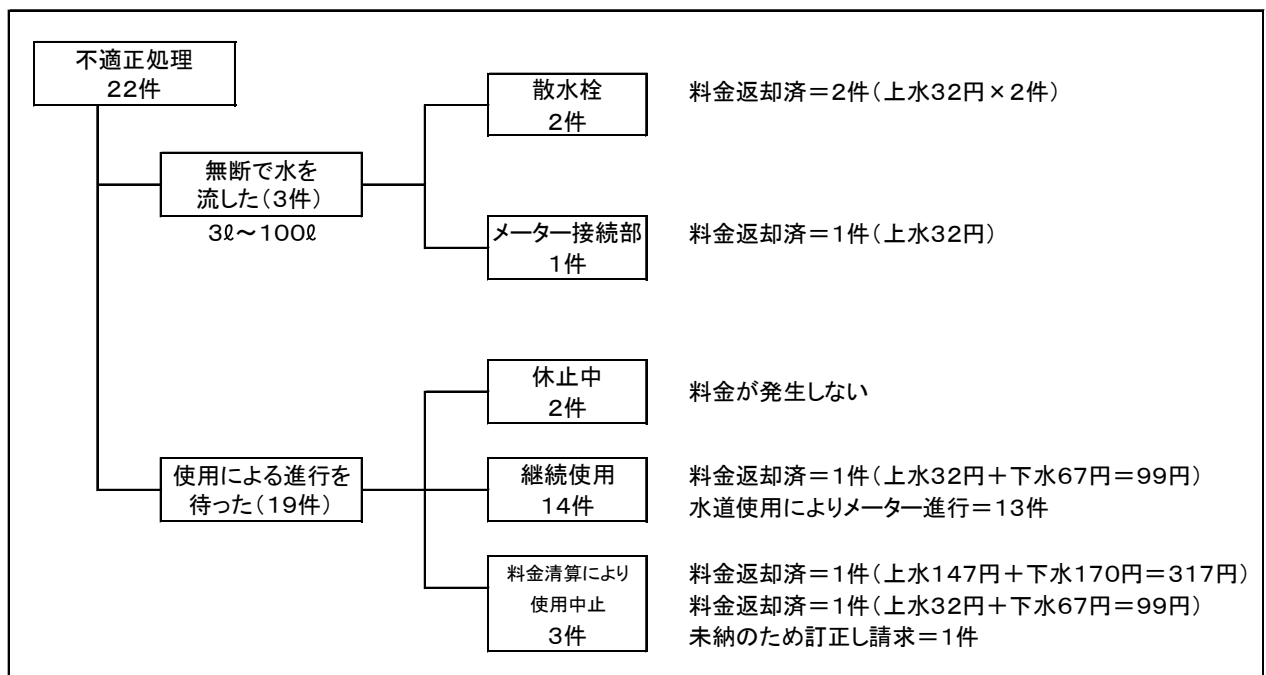 不適正処理
22件
散水栓
2件
料金返却済＝2件(上水32円×2件)
無断で水を
流した(3件)
3ℓ～100ℓ
メーター接続部
1件
料金返却済＝1件(上水32円)
休止中
2件
料金が発生しない
使用による進行を
待った(19件)
継続使用
14件
料金返却済＝1件(上水32円＋下水67円＝99円)
水道使用によりメーター進行＝13件
料金清算により
使用中止
3件
料金返却済＝1件(上水147円＋下水170円＝317円)
料金返却済＝1件(上水32円＋下水67円＝99円)
未納のため訂正し請求＝1件